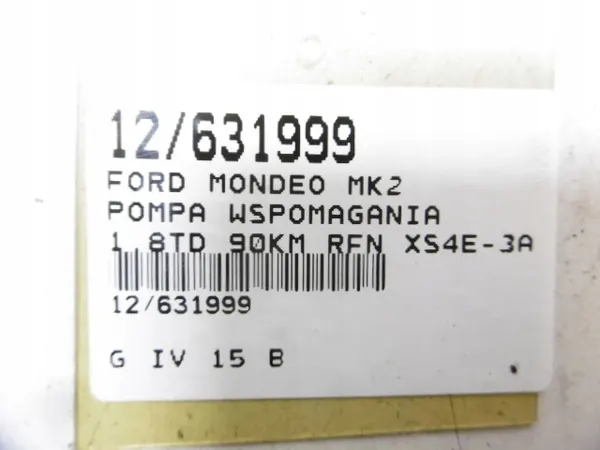 12/631999
FORD MONDEO MK2
POMPA WSPOMAGANIA
1.8TD 90KM RFN XS4E-3A
12/631999
G IV 15 B